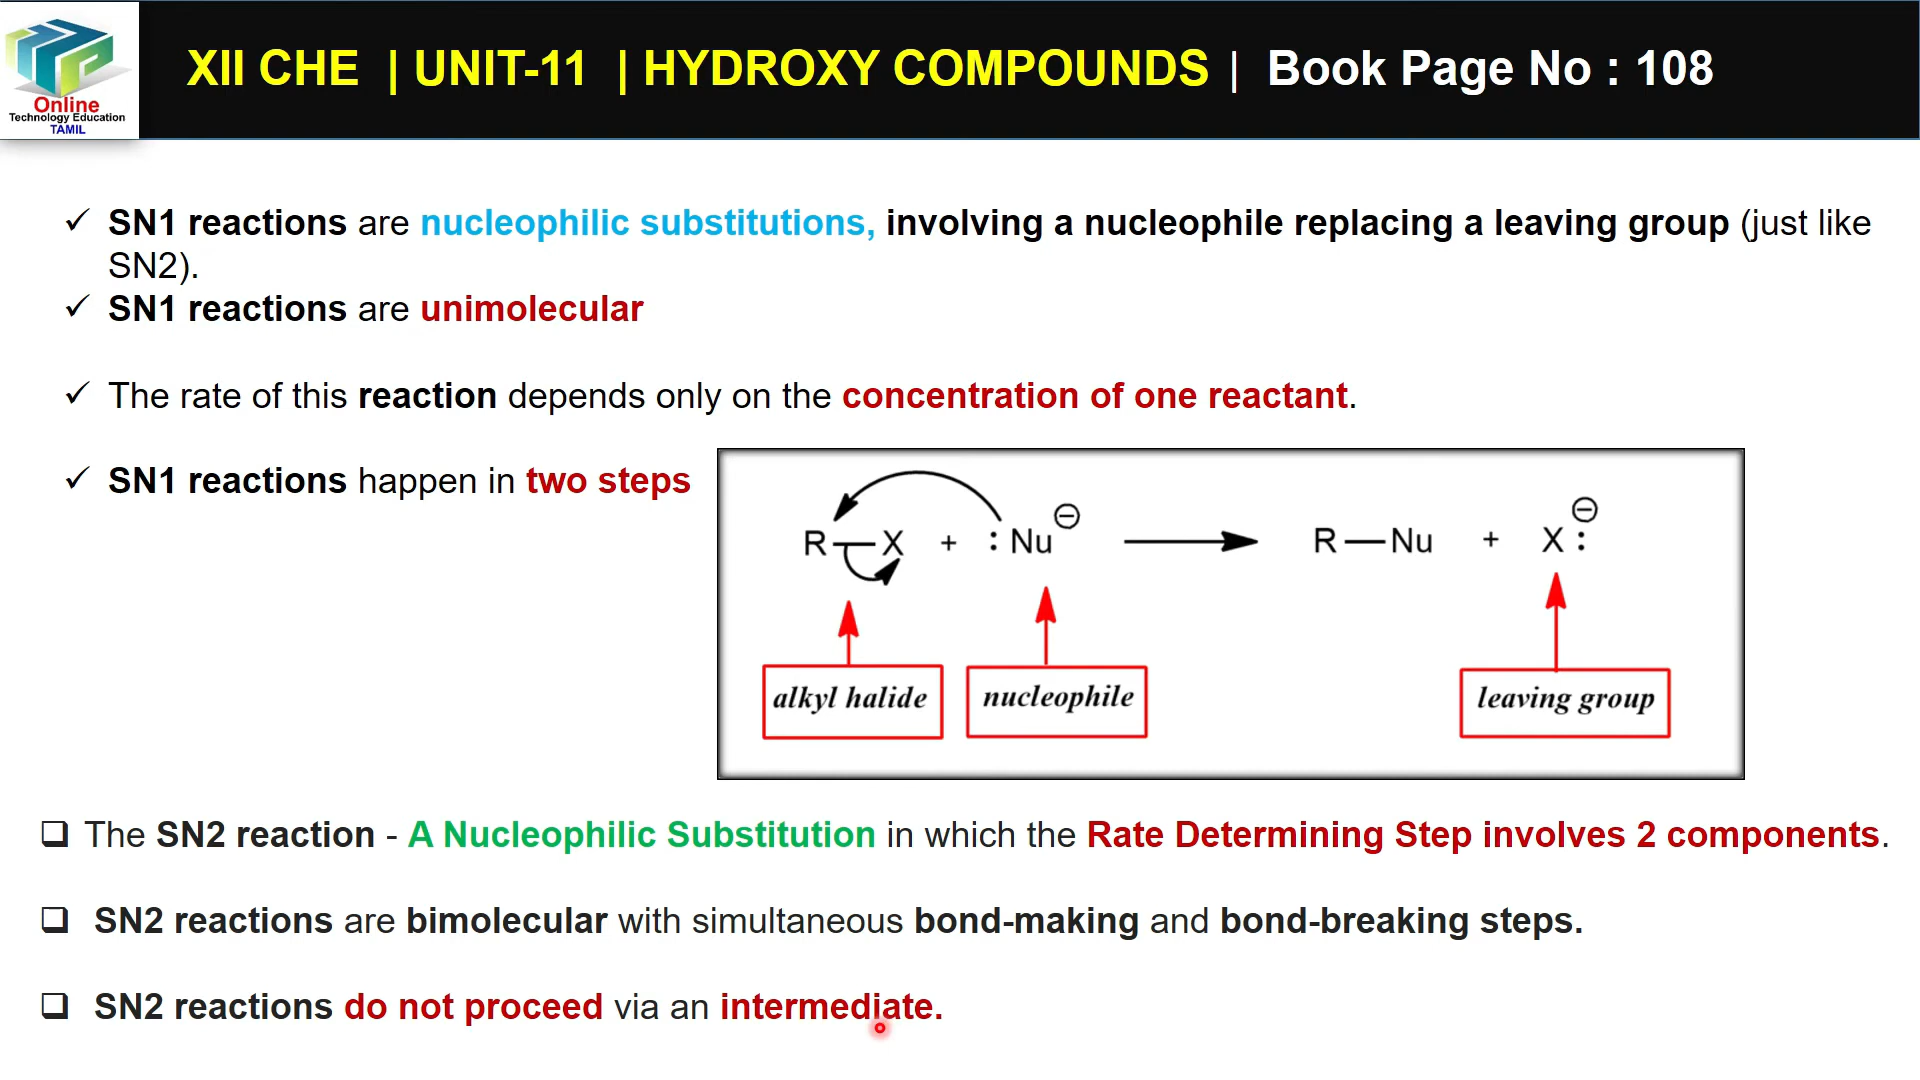 Online
Technology Education
TAMIL
XII CHE | UNIT-11 | HYDROXY COMPOUNDS | Book Page No : 108
✓ SN1 reactions are nucleophilic substitutions, involving a nucleophile replacing a leaving group (just like
SN2).
✓ SN1 reactions are unimolecular
✓ The rate of this reaction depends only on the concentration of one reactant.
✓ SN1 reactions happen in two steps
R—X + :Nu⊖ ⟶ R—Nu + X:⊖
alkyl halide nucleophile leaving group
❑ The SN2 reaction - A Nucleophilic Substitution in which the Rate Determining Step involves 2 components.
❑ SN2 reactions are bimolecular with simultaneous bond-making and bond-breaking steps.
❑ SN2 reactions do not proceed via an intermediate.